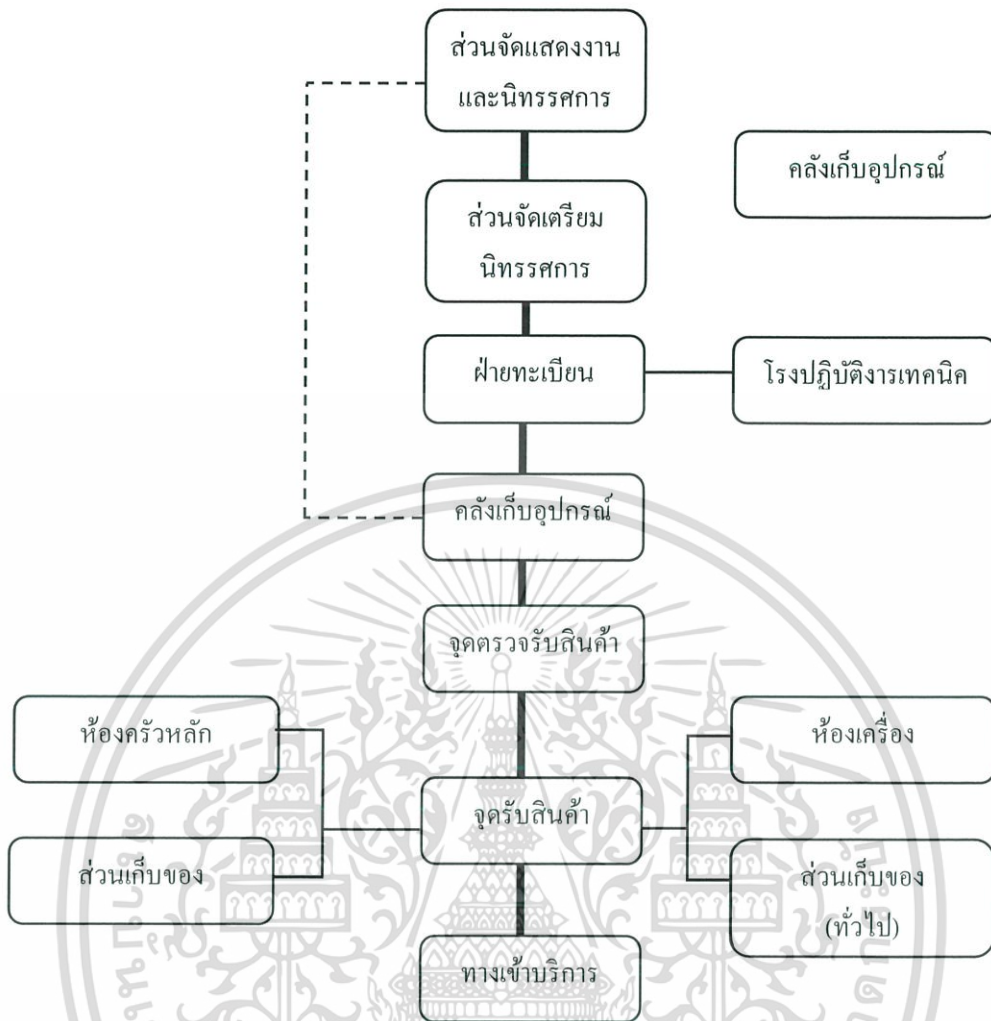 ส่วนจัดแสดงงาน
และนิทรรศการ
คลังเก็บอุปกรณ์
ส่วนจัดเตรียม
นิทรรศการ
ฝ่ายทะเบียน
โรงปฏิบัติงารเทคนิค
คลังเก็บอุปกรณ์
จุดตรวจรับสินค้า
ห้องครัวหลัก
ห้องเครื่อง
จุดรับสินค้า
ส่วนเก็บของ
ส่วนเก็บของ
(ทั่วไป)
ทางเข้าบริการ